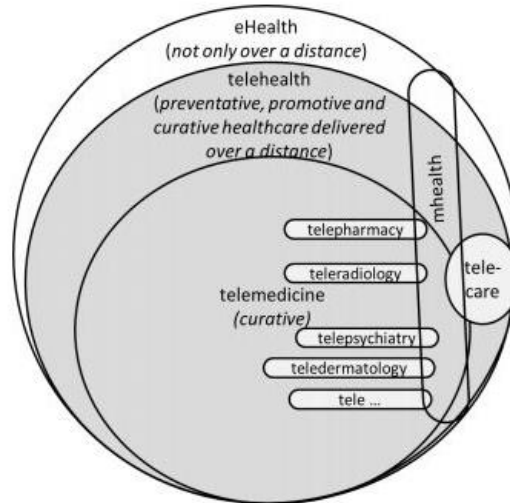 eHealth
(not only over a distance)
telehealth
(preventative, promotive and
curative healthcare delivered
over a distance)
mhealth
telepharmacy
tele-
care
teleradiology
telemedicine
(curative)
telepsychiatry
teledermatology
tele ...